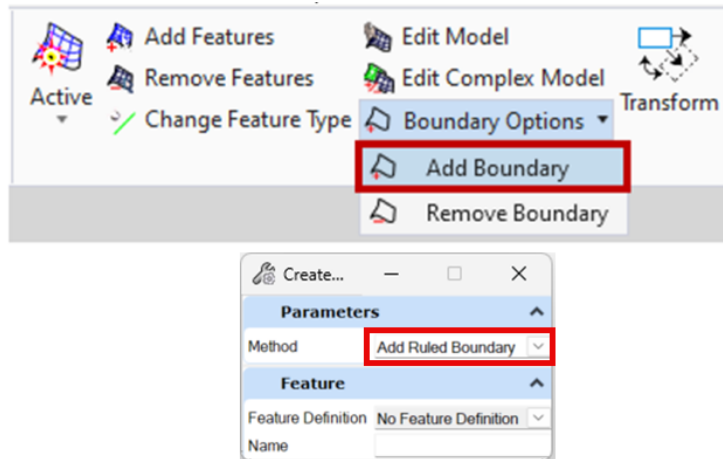 Active
Add Features
Remove Features
Change Feature Type
Edit Model
Edit Complex Model
Boundary Options
Add Boundary
Remove Boundary
Transform
Create...
Parameters
Method Add Ruled Boundary
Feature
Feature Definition No Feature Definition
Name